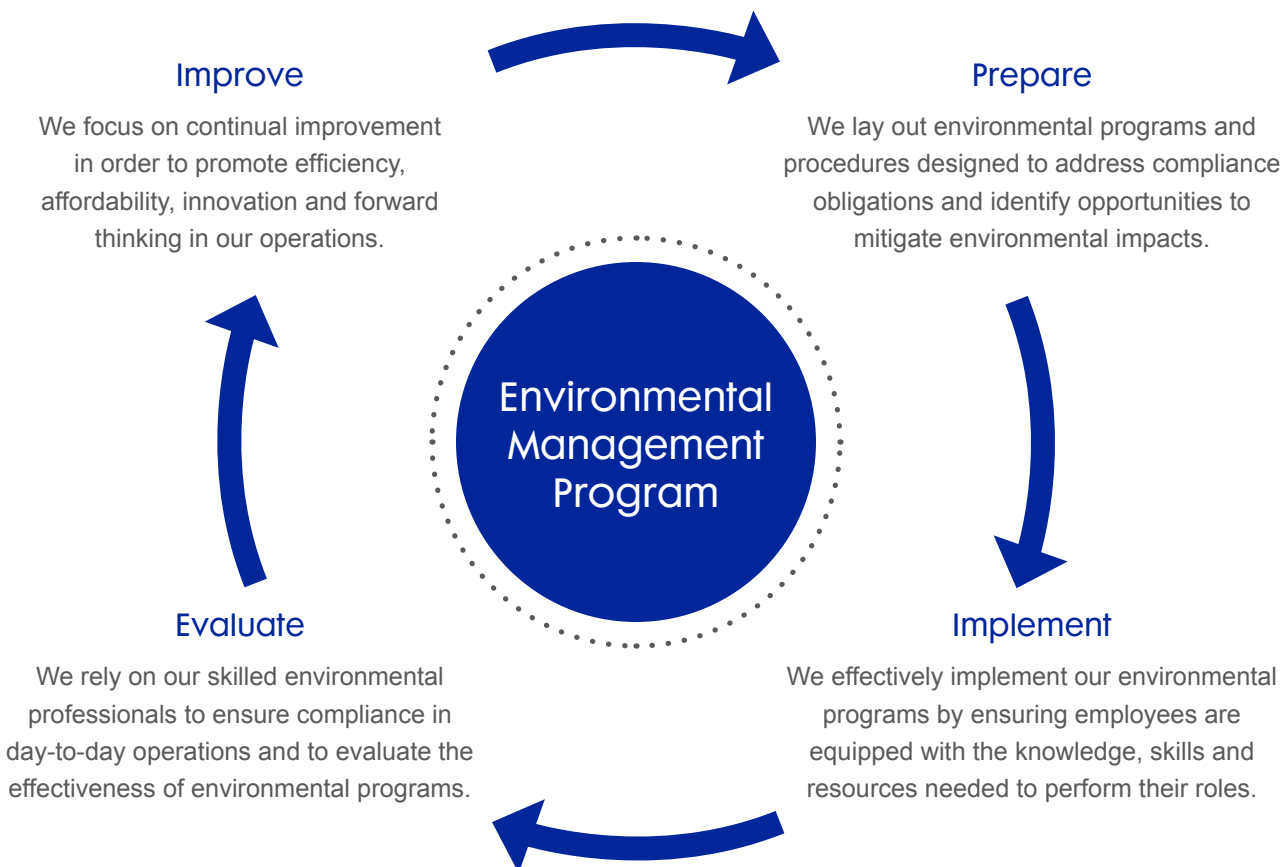 Improve
We focus on continual improvement
in order to promote efficiency,
affordability, innovation and forward
thinking in our operations.
Prepare
We lay out environmental programs and
procedures designed to address compliance
obligations and identify opportunities to
mitigate environmental impacts.
Environmental
Management
Program
Evaluate
We rely on our skilled environmental
professionals to ensure compliance in
day-to-day operations and to evaluate the
effectiveness of environmental programs.
Implement
We effectively implement our environmental
programs by ensuring employees are
equipped with the knowledge, skills and
resources needed to perform their roles.